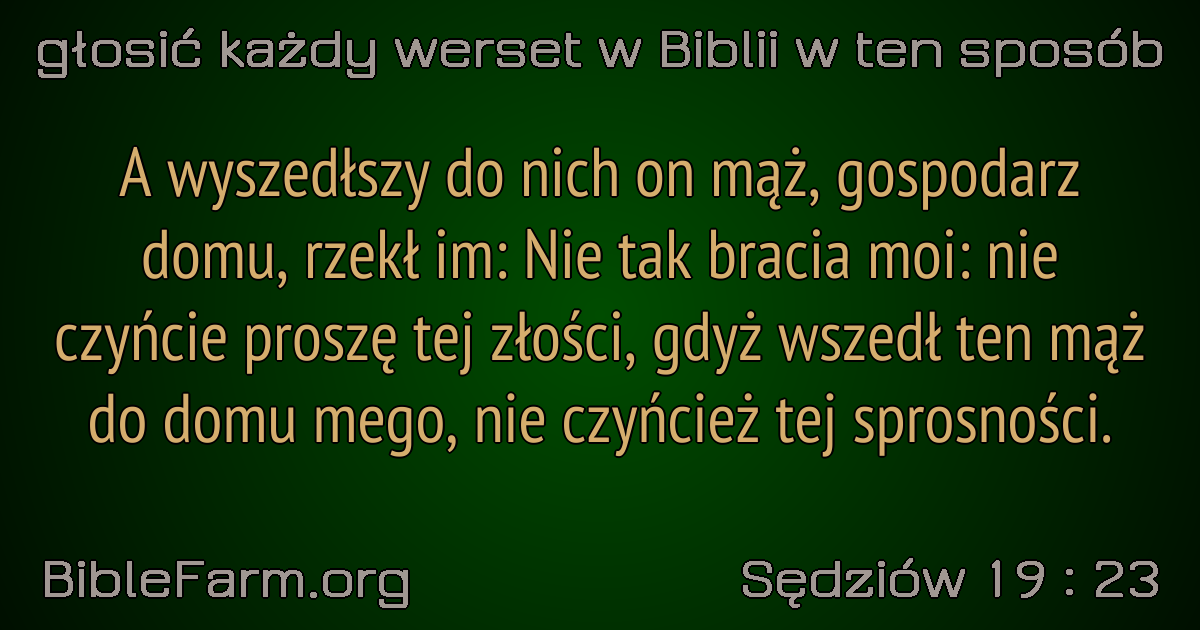 głosić każdy werset w Biblii w ten sposób
A wyszedłszy do nich on mąż, gospodarz
domu, rzekł im: Nie tak bracia moi: nie
czyńcie proszę tej złości, gdyż wszedł ten mąż
do domu mego, nie czyńcież tej sprosności.
BibleFarm.org
Sędziów 19 : 23